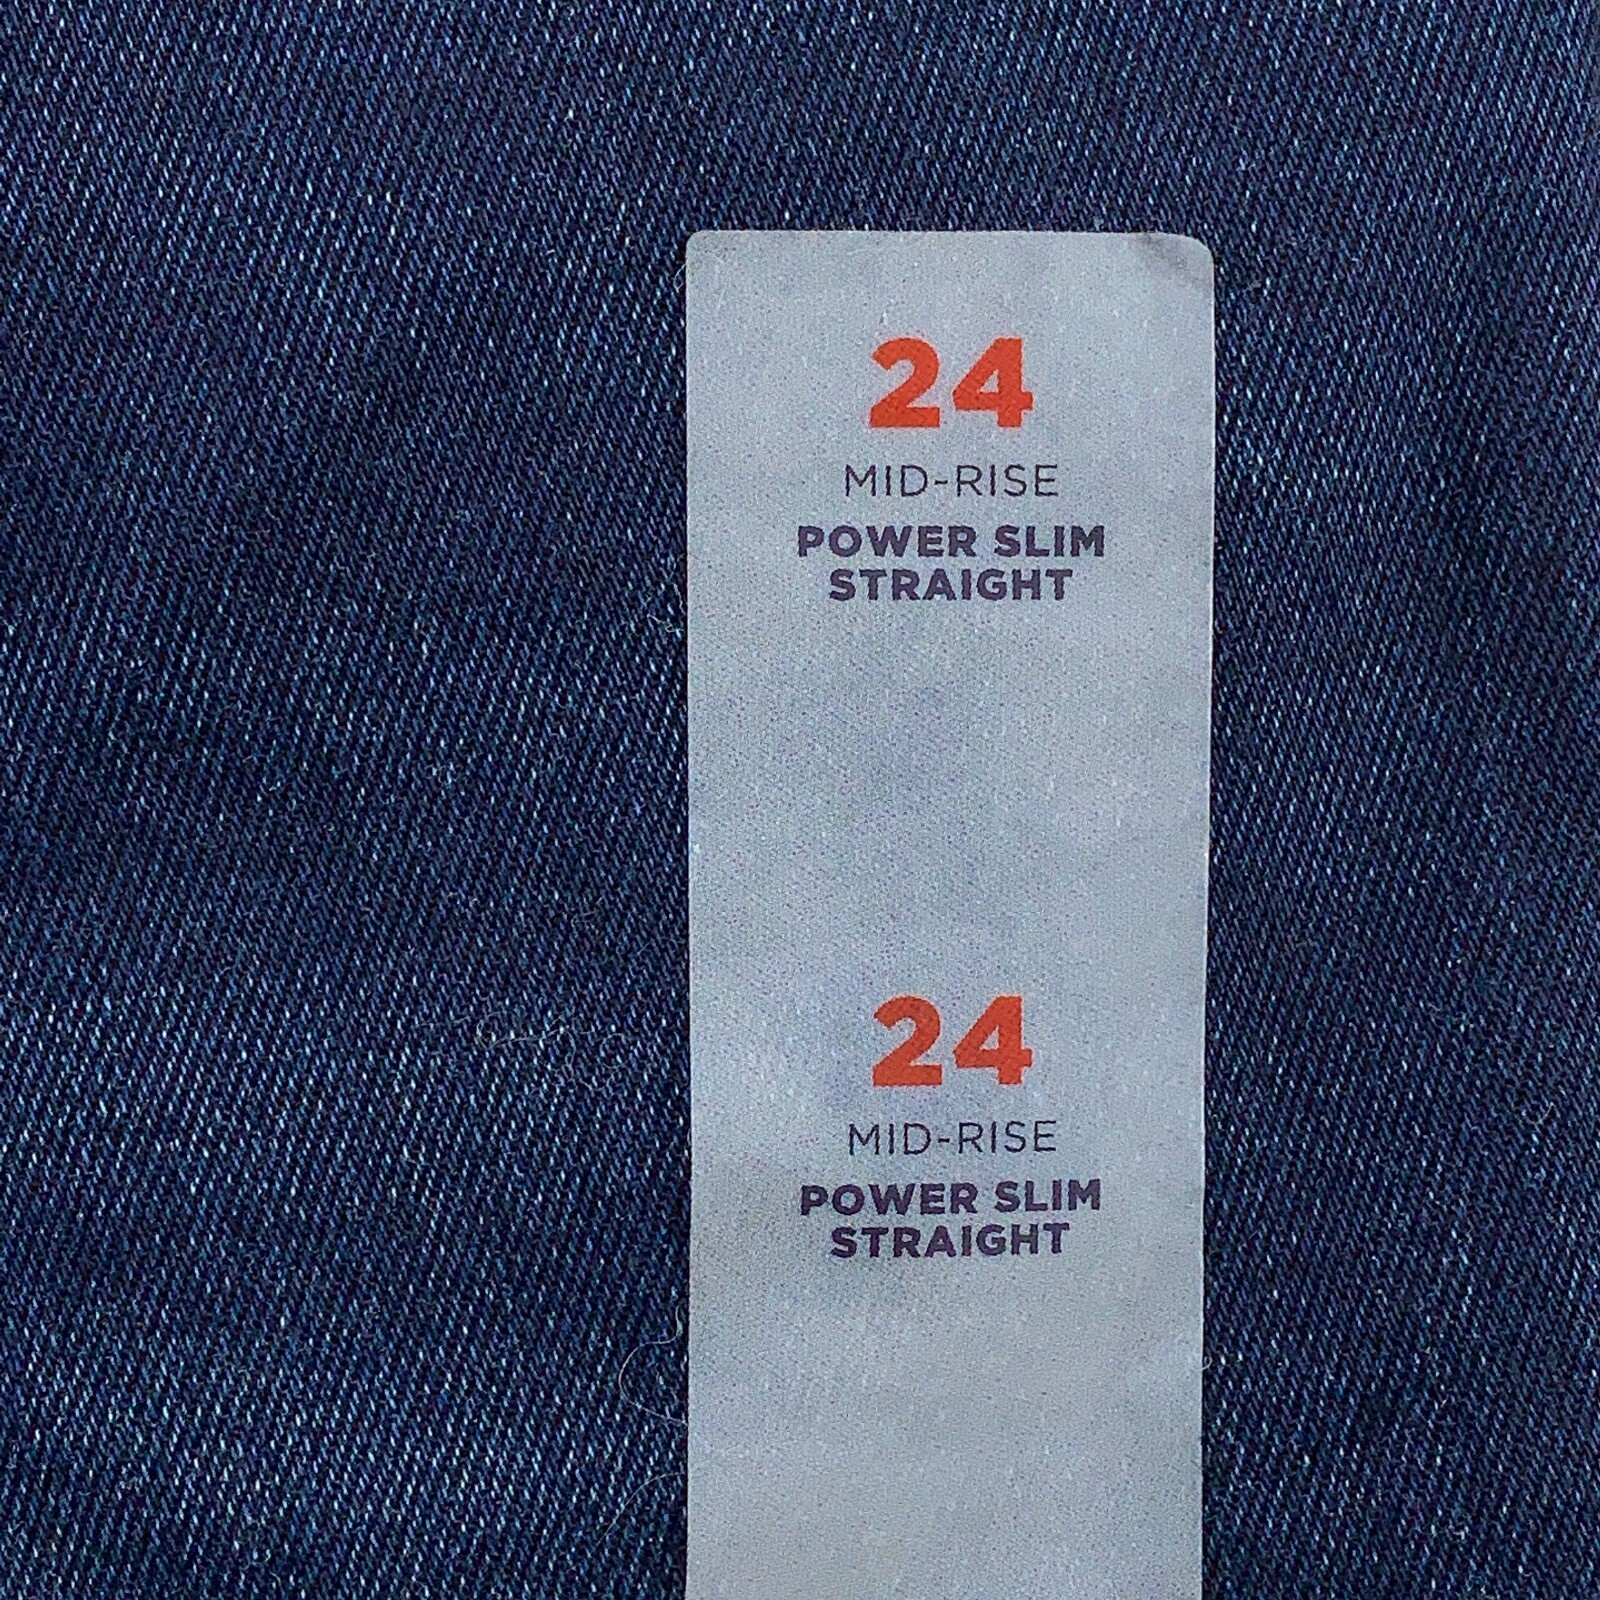 24
MID-RISE
POWER SLIM
STRAIGHT
24
MID-RISE
POWER SLIM
STRAIGHT